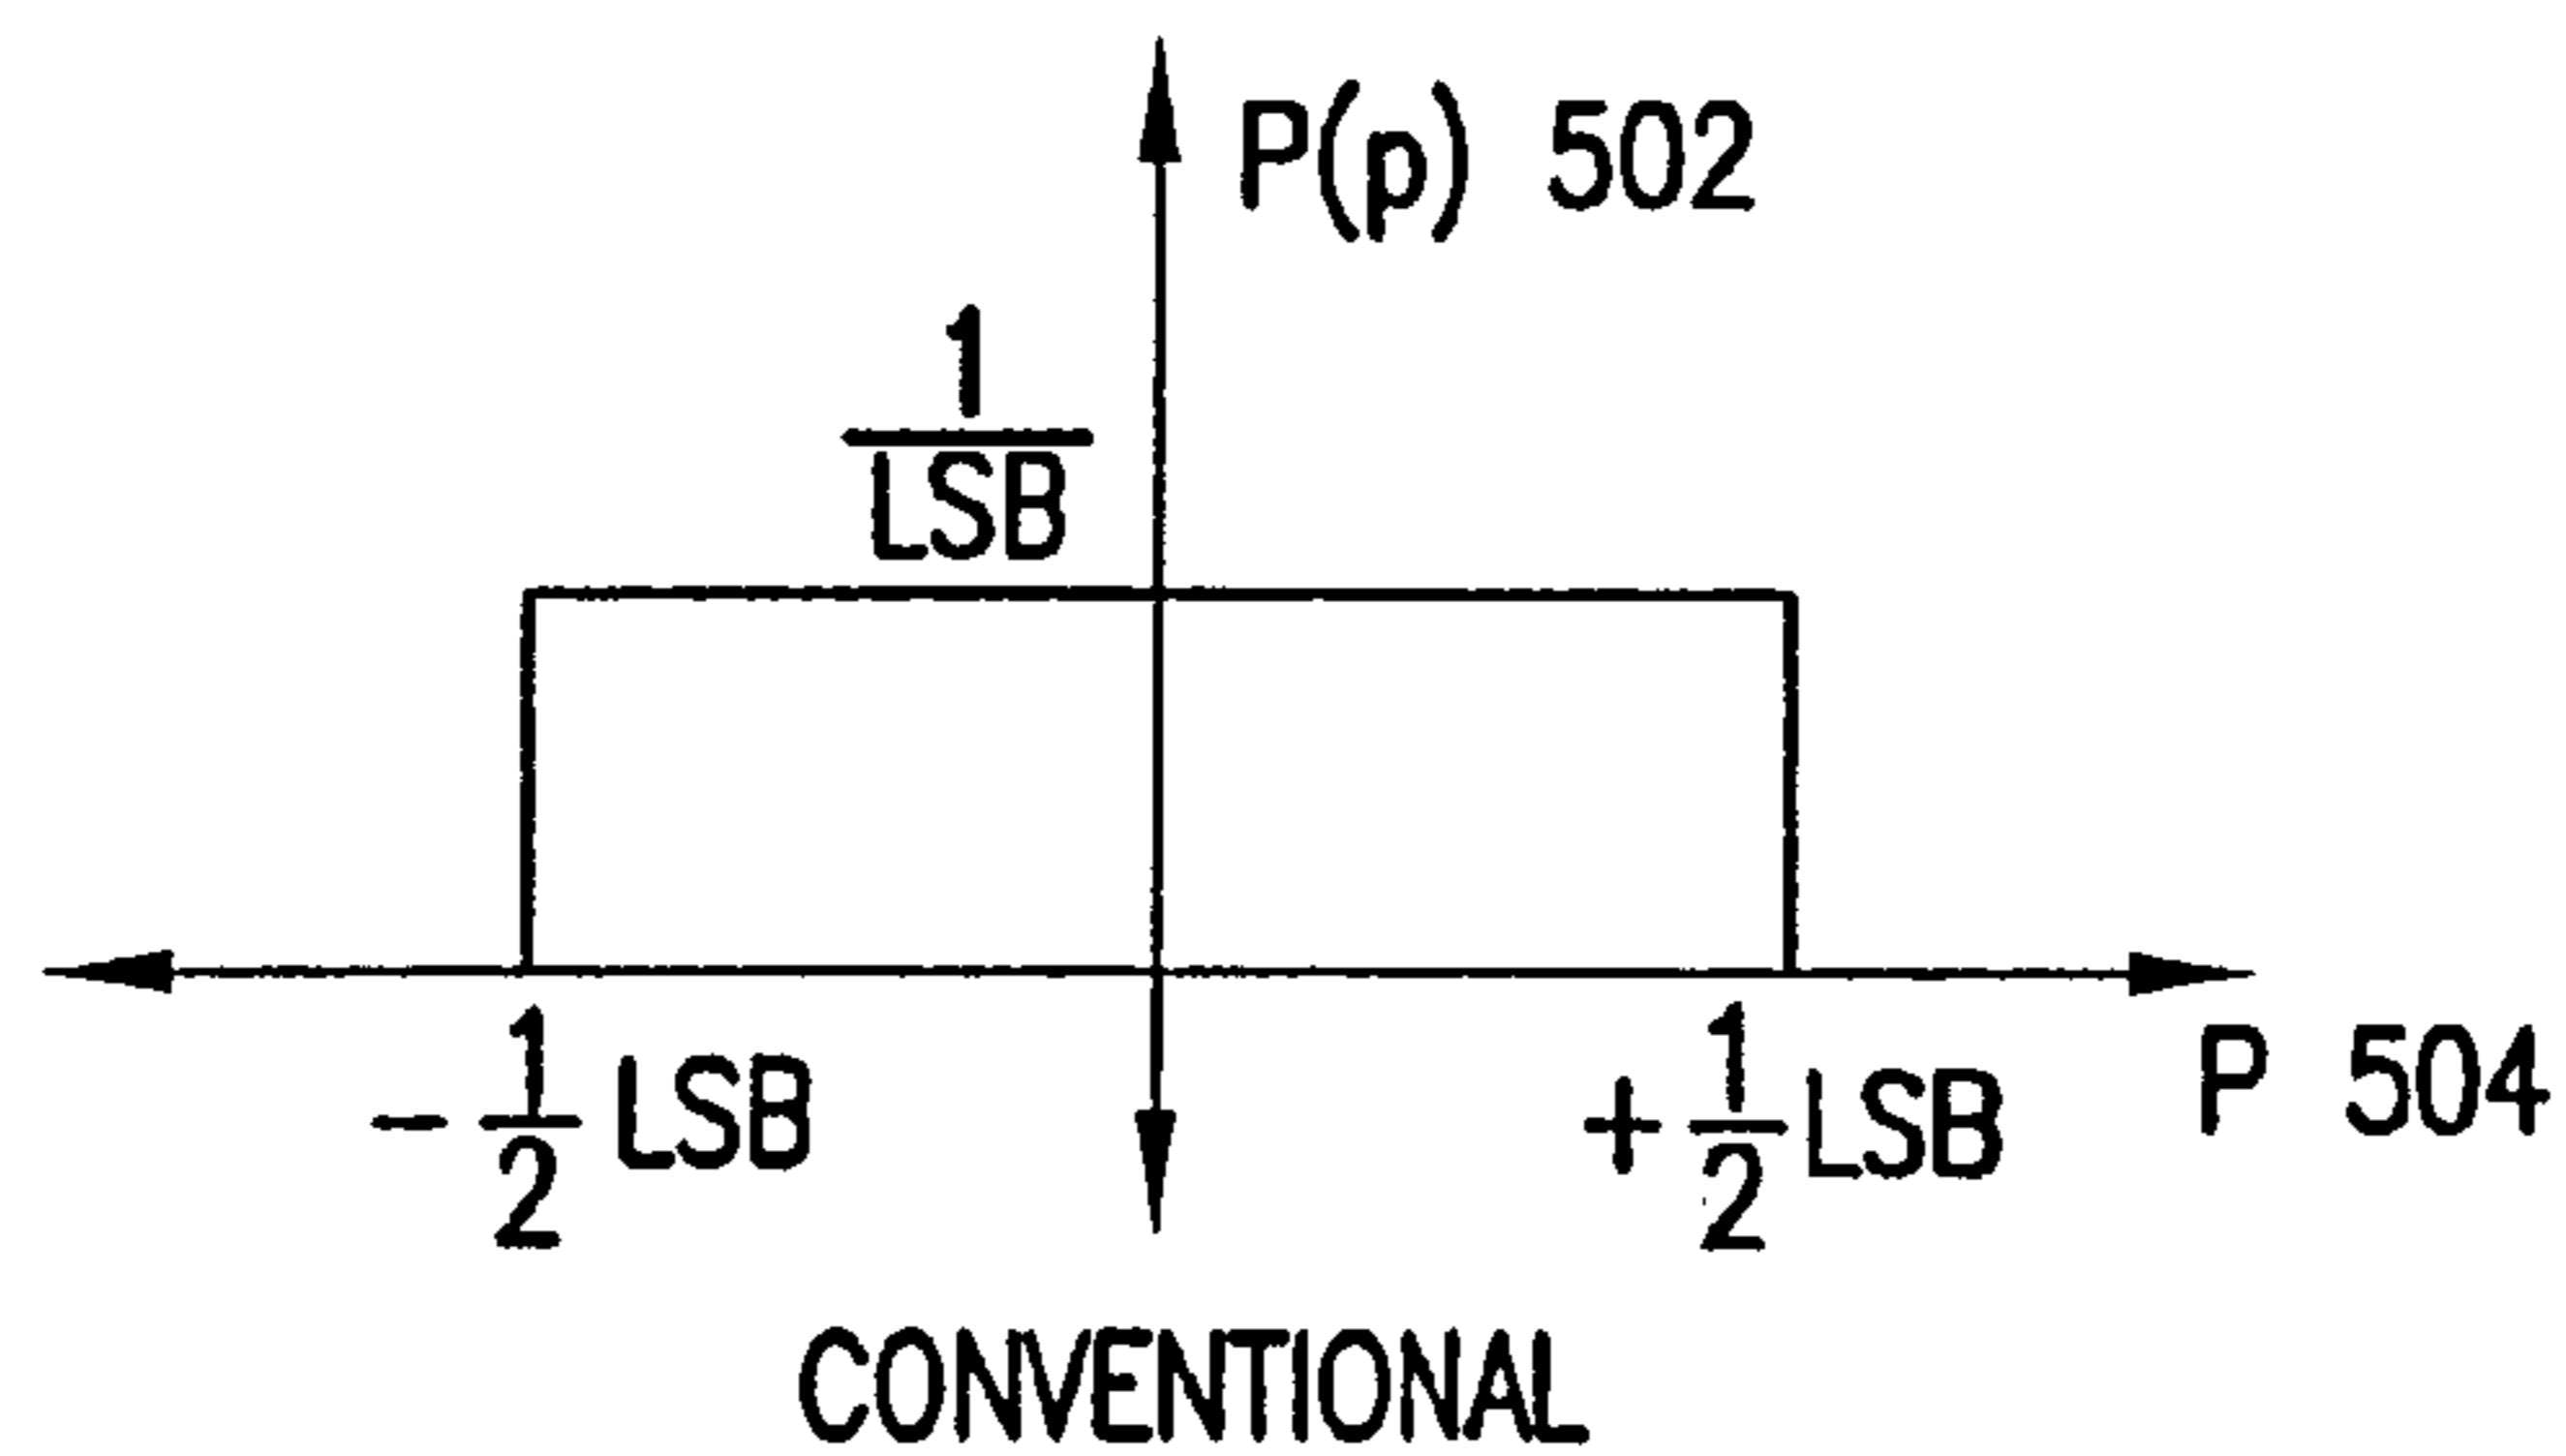 P(p) 502
1
LSB
- 1/2 LSB
+ 1/2 LSB
P 504
CONVENTIONAL